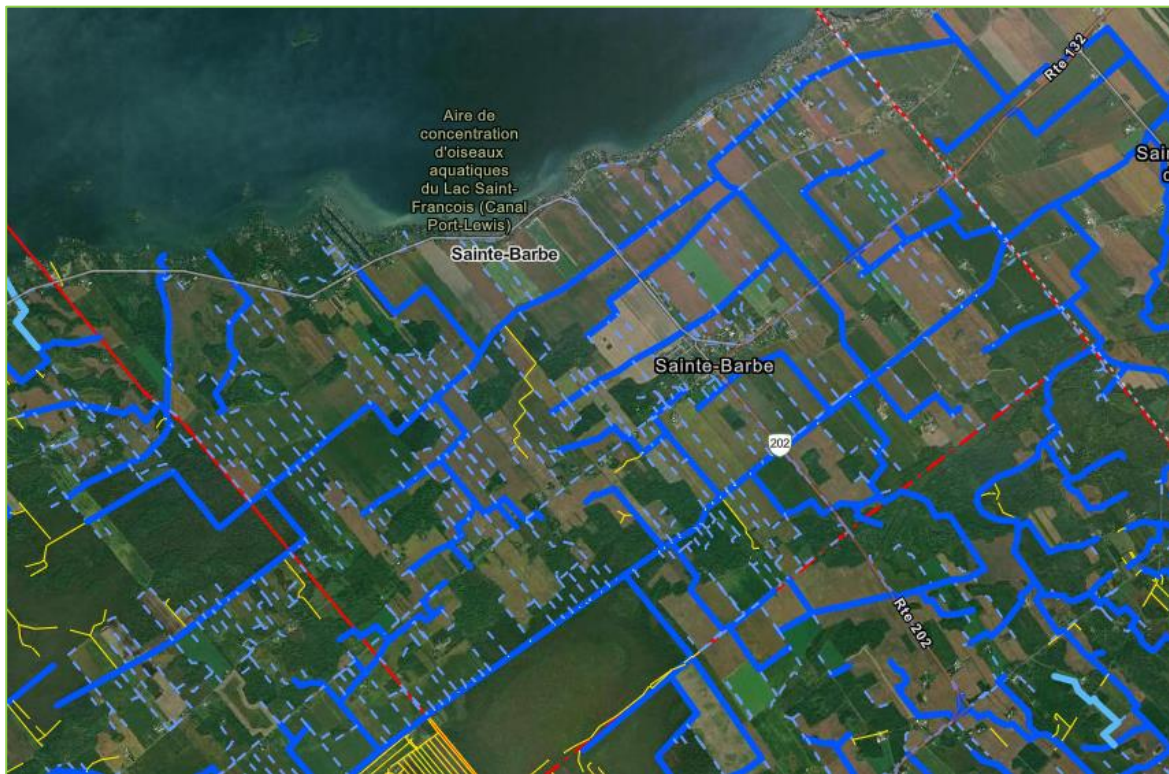 Rte 132
Aire de
concentration
d'oiseaux
aquatiques
du Lac Saint-
Francois (Canal
Port-Lewis)
Sainte-Barbe
Sainte-Barbe
202
Rte 202